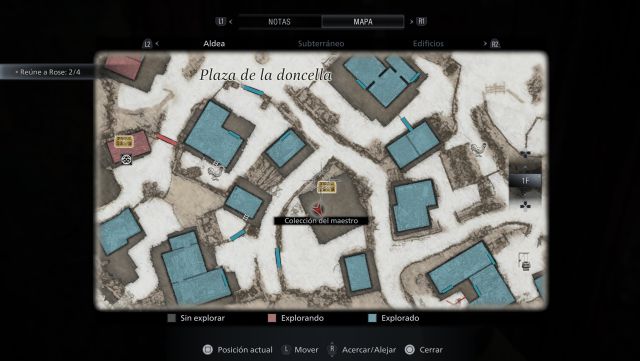 L1 NOTAS MAPA R1
L2 Aldea Subterráneo Edificios R2
• Reúne a Rose: 2/4
Plaza de la doncella
1F
Colección del maestro
Sin explorar Explorando Explorado
Posición actual L Mover R Acercar/Alejar Cerrar